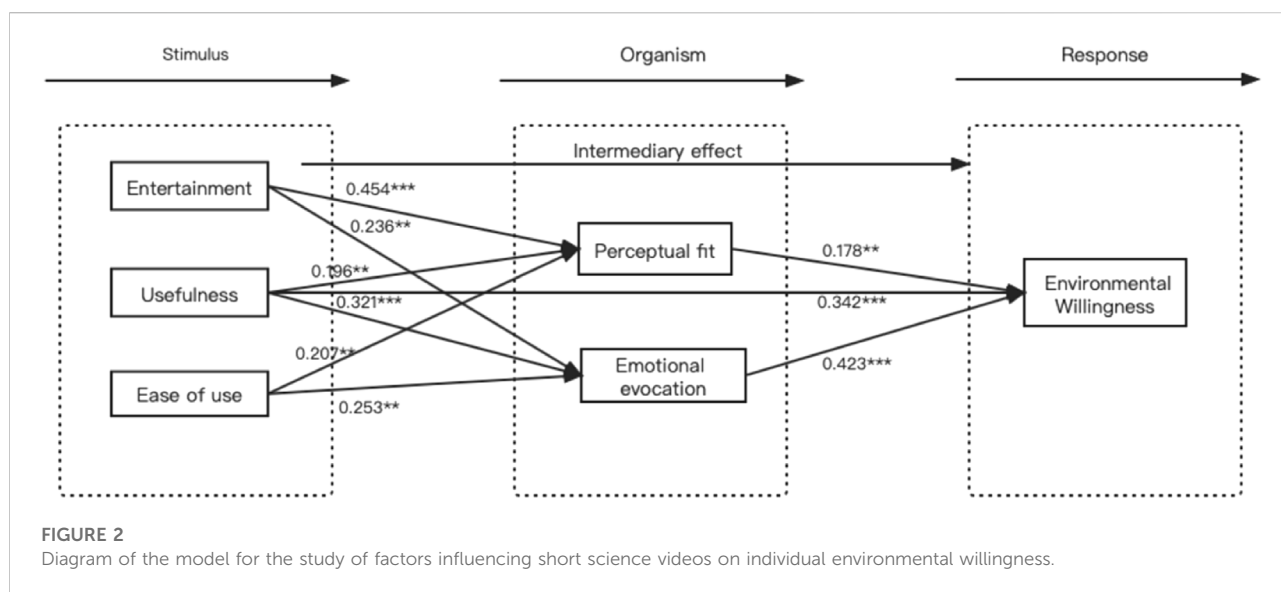 Stimulus
Organism
Response
Intermediary effect
Entertainment
0.454***
0.236**
Perceptual fit
0.178**
Usefulness
0.196**
0.321***
0.342***
Environmental
Willingness
0.207**
Emotional
evocation
0.423***
Ease of use
0.253**
FIGURE 2
Diagram of the model for the study of factors influencing short science videos on individual environmental willingness.